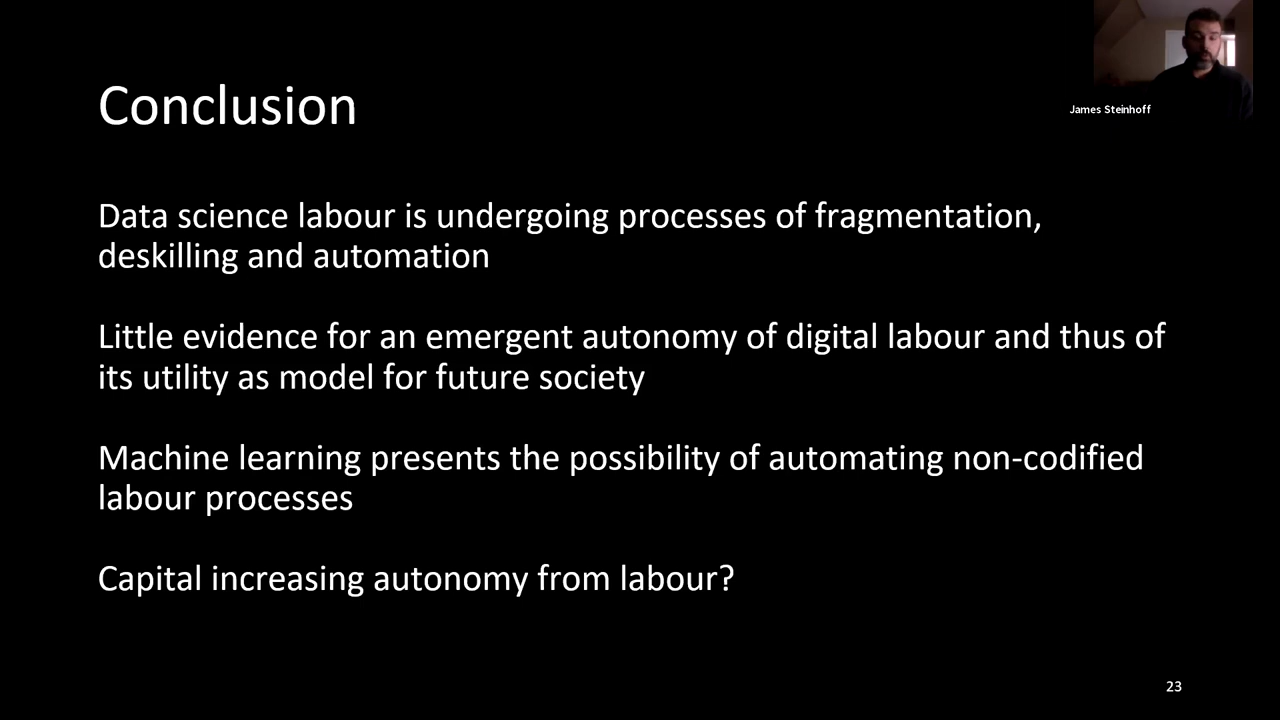 James Steinhoff
Conclusion
Data science labour is undergoing processes of fragmentation,
deskilling and automation
Little evidence for an emergent autonomy of digital labour and thus of
its utility as model for future society
Machine learning presents the possibility of automating non-codified
labour processes
Capital increasing autonomy from labour?
23